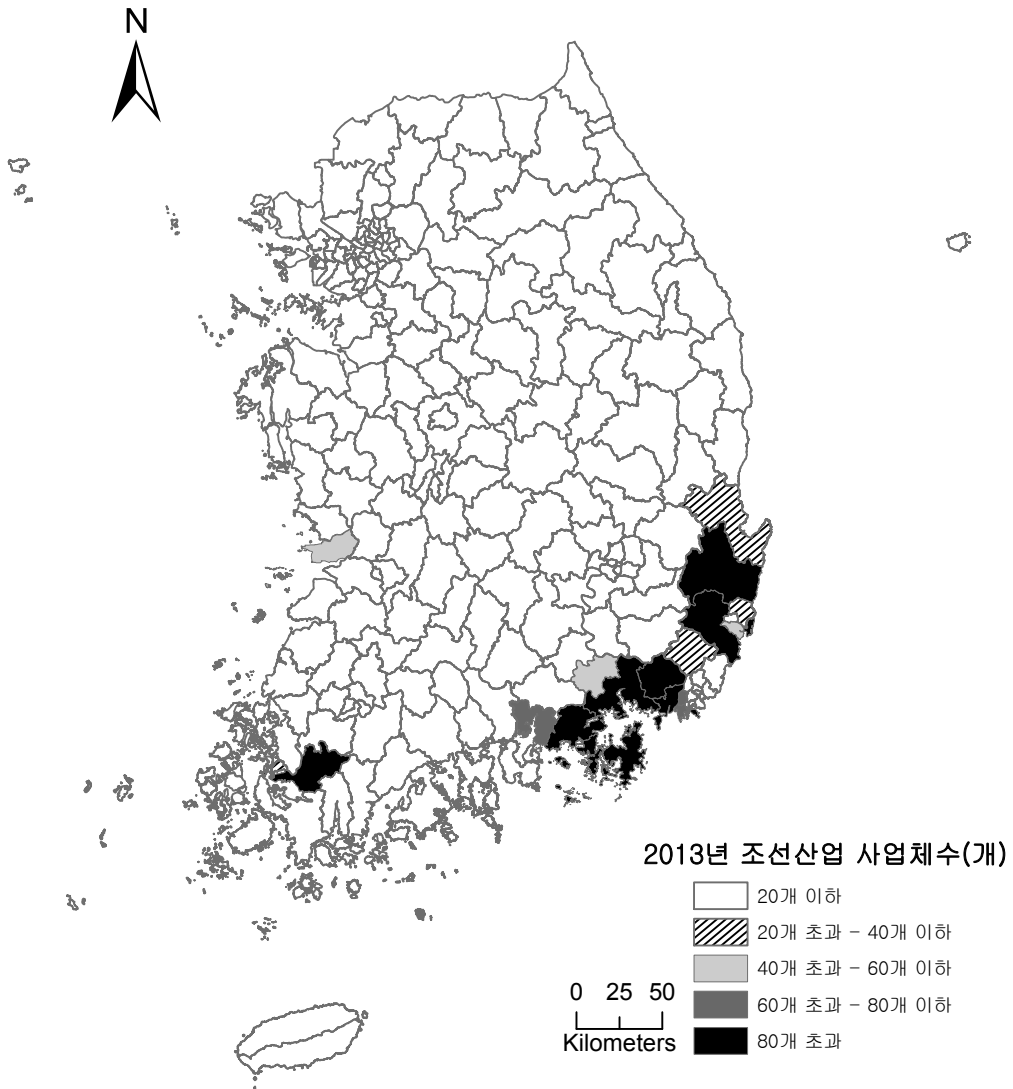 N
2013년 조선산업 사업체수(개)
20개 이하
20개 초과 - 40개 이하
40개 초과 - 60개 이하
60개 초과 - 80개 이하
80개 초과
0 25 50
Kilometers